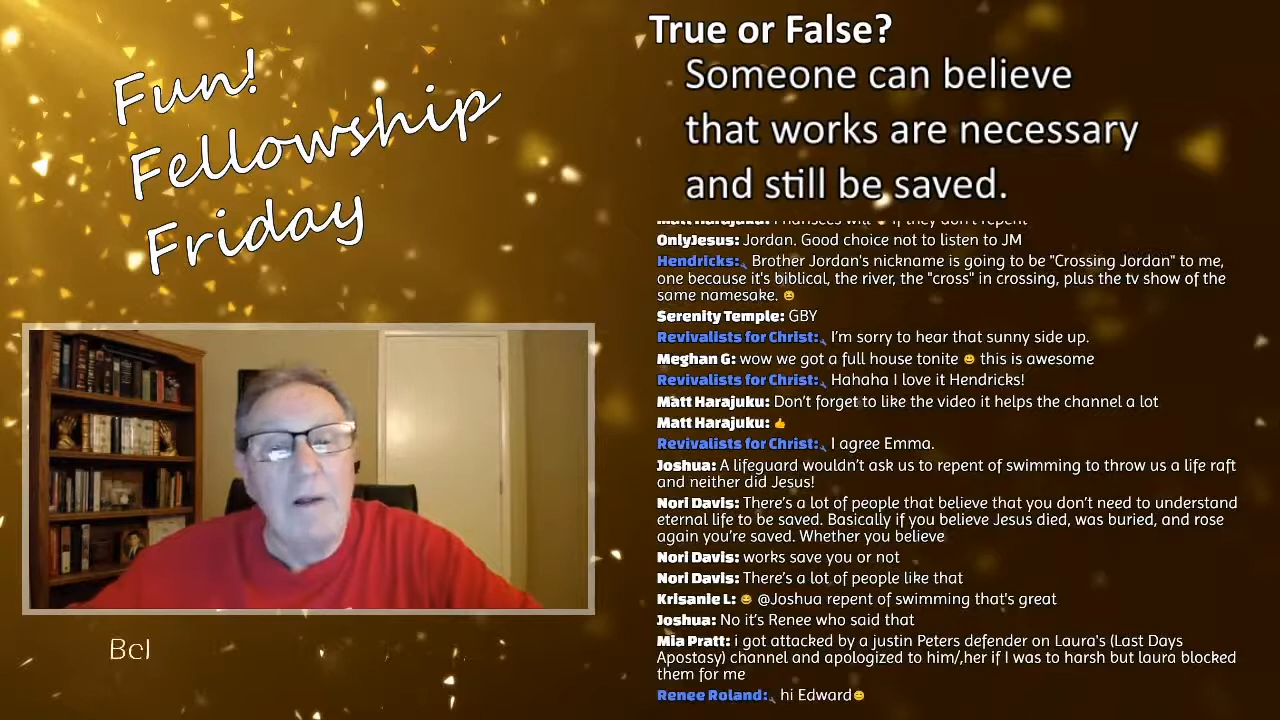 Fun!
Fellowship
Friday
True or False?
Someone can believe
that works are necessary
and still be saved.
Matt Harajuku: Pharisees will if they don't repent
OnlyJesus: Jordan. Good choice not to listen to JM
Hendricks: Brother Jordan's nickname is going to be "Crossing Jordan" to me,
one because it's biblical, the river, the "cross" in crossing, plus the tv show of the
same namesake.
Serenity Temple: GBY
Revivalists for Christ: I'm sorry to hear that sunny side up.
Meghan G: wow we got a full house tonite 😀 this is awesome
Revivalists for Christ: Hahaha I love it Hendricks!
Matt Harajuku: Don't forget to like the video it helps the channel a lot
Matt Harajuku: 👍
Revivalists for Christ: I agree Emma.
Joshua: A lifeguard wouldn't ask us to repent of swimming to throw us a life raft
and neither did Jesus!
Nori Davis: There's a lot of people that believe that you don't need to understand
eternal life to be saved. Basically if you believe Jesus died, was buried, and rose
again you're saved. Whether you believe
Nori Davis: works save you or not
Nori Davis: There's a lot of people like that
Krisanie L: 😂 @Joshua repent of swimming that's great
Joshua: No it's Renee who said that
Mia Pratt: i got attacked by a justin Peters defender on Laura's (Last Days
Apostasy) channel and apologized to him/,her if I was to harsh but laura blocked
them for me
Renee Roland: hi Edward😊